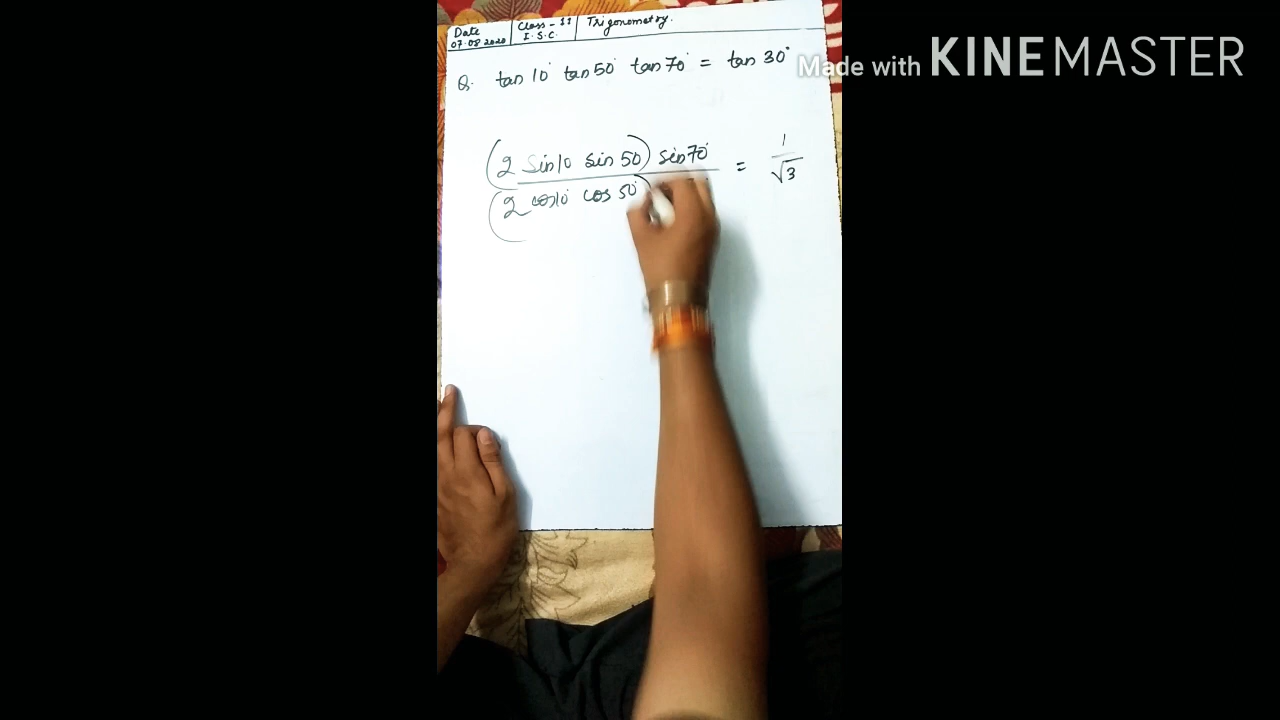 Date 07.08.2020 Class - 11 I.S.C. Trigonometry.
Q. tan 10° tan 50° tan 70° = tan 30°
Made with KINEMASTER
(2 sin10 sin 50) sin70° = 1/√3
(2 cos10° cos 50°)